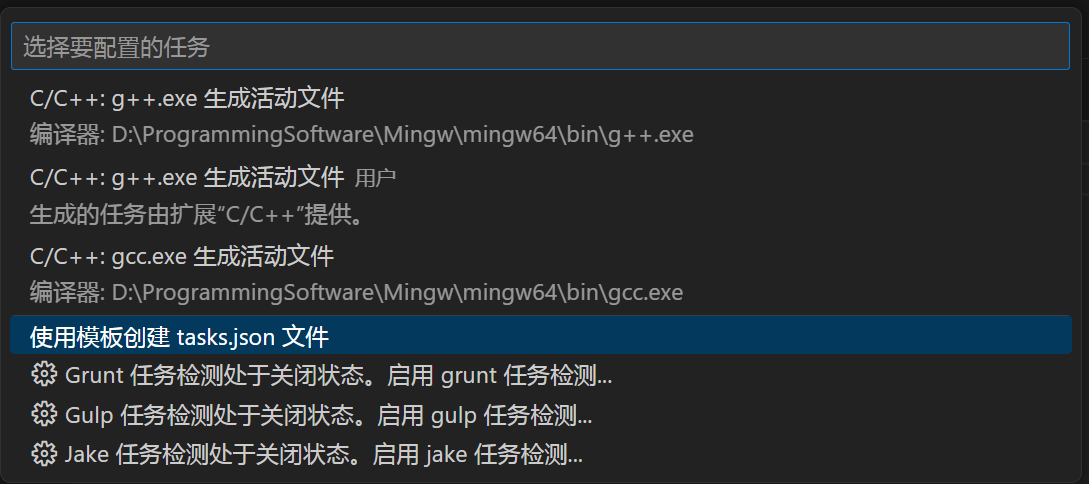 选择要配置的任务
C/C++: g++.exe 生成活动文件
编译器: D:\ProgrammingSoftware\Mingw\mingw64\bin\g++.exe
C/C++: g++.exe 生成活动文件 用户
生成的任务由扩展“C/C++”提供。
C/C++: gcc.exe 生成活动文件
编译器: D:\ProgrammingSoftware\Mingw\mingw64\bin\gcc.exe
使用模板创建 tasks.json 文件
Grunt 任务检测处于关闭状态。启用 grunt 任务检测...
Gulp 任务检测处于关闭状态。启用 gulp 任务检测...
Jake 任务检测处于关闭状态。启用 jake 任务检测...